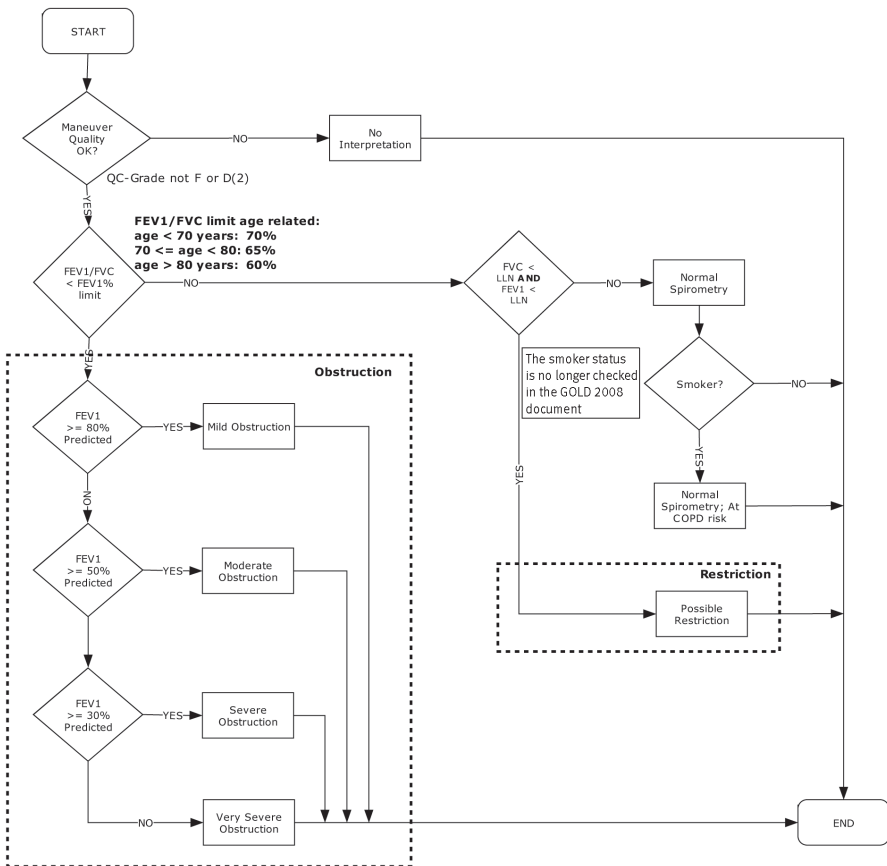 START
Maneuver
Quality
OK?
NO
No
Interpretation
QC-Grade not F or D(2)
YES
FEV1/FVC limit age related:
age < 70 years: 70%
70 <= age < 80: 65%
age > 80 years: 60%
FEV1/FVC
< FEV1%
limit
NO
FVC <
LLN AND
FEV1 <
LLN
NO
Normal
Spirometry
YES
The smoker status
is no longer checked
in the GOLD 2008
document
Smoker?
NO
YES
Normal
Spirometry; At
COPD risk
YES
Restriction
Possible
Restriction
Obstruction
FEV1
>= 80%
Predicted
YES
Mild Obstruction
NO
FEV1
>= 50%
Predicted
YES
Moderate
Obstruction
FEV1
>= 30%
Predicted
YES
Severe
Obstruction
NO
Very Severe
Obstruction
END